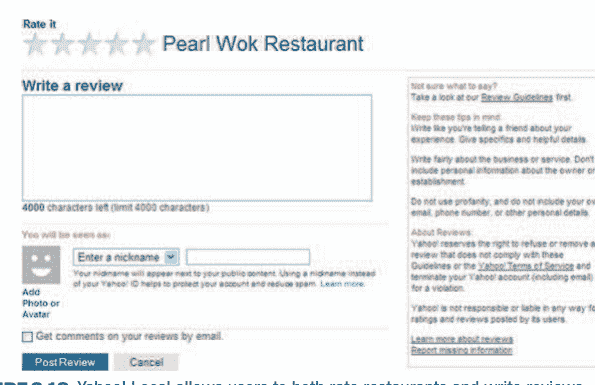 Rate it
Pearl Wok Restaurant
Write a review
4000 characters left (limit 4000 characters)
You will be seen as:
Enter a nickname
Your nickname will appear next to your public content. Using a nickname instead
of your Yahoo! ID helps to protect your account and reduce spam. Learn more.
Add
Photo or
Avatar
Get comments on your reviews by email.
Post Review
Cancel
Not sure what to say?
Take a look at our Review Guidelines first.
Keep these tips in mind
Write like you're telling a friend about your
experience. Give specifics and helpful details.
Write fairly about the business or service. Don't
include personal information about the owner or
establishment.
Do not use profanity, and do not include your
email, phone number, or other personal details.
About Reviews:
Yahoo! reserves the right to refuse or remove
review that does not comply with these
Guidelines or the Yahoo! Terms of Service and
terminate your Yahoo! account (including email)
for a violation.
Yahoo! is not responsible or liable in any way
ratings and reviews posted by its users.
Learn more about reviews
Report missing information
Yahoo! Local allows users to both rate restaurants and write reviews